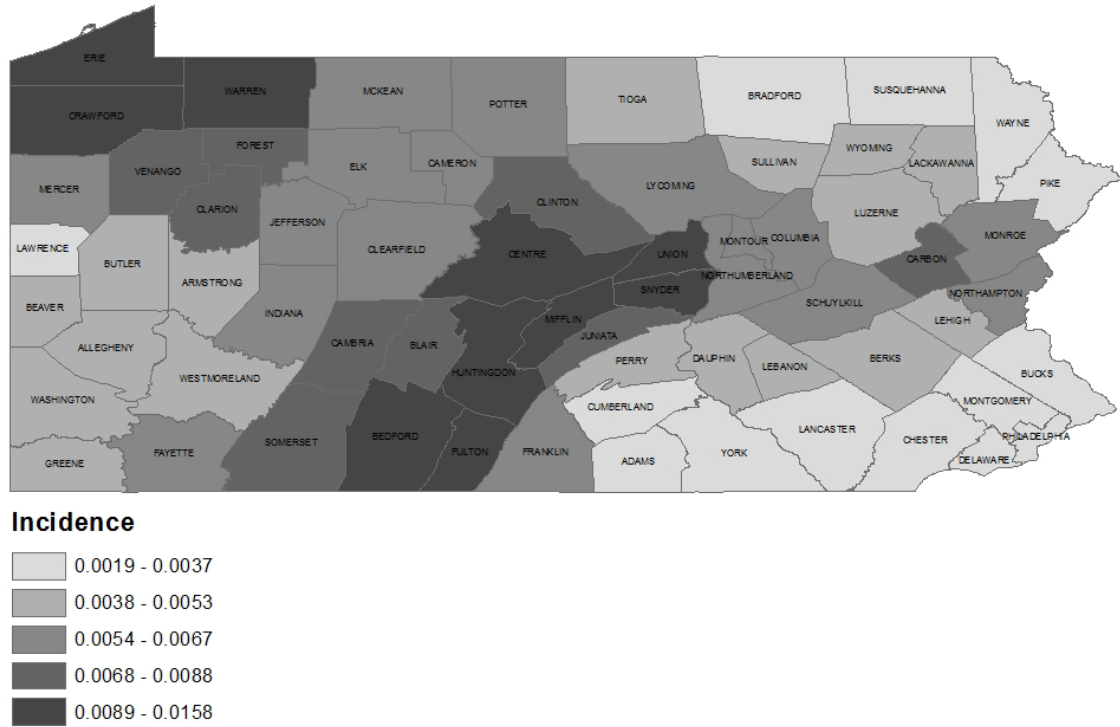 ERIE
WARREN
MCKEAN
POTTER
TIOGA
BRADFORD
SUSQUEHANNA
CRAWFORD
WAYNE
FOREST
VENANGO
ELK
CAMERON
SULLIVAN
WYOMING
LACKAWANNA
PIKE
MERCER
CLARION
LYCOMING
CLINTON
LUZERNE
JEFFERSON
LAWRENCE
BUTLER
CLEARFIELD
CENTRE
UNION
MONTOUR
COLUMBIA
MONROE
CARBON
ARMSTRONG
NORTHUMBERLAND
SNYDER
BEAVER
INDIANA
SCHUYLKILL
NORTHAMPTON
MIFFLIN
LEHIGH
ALLEGHENY
CAMBRIA
BLAIR
JUNIATA
PERRY
DAUPHIN
LEBANON
BERKS
HUNTINGDON
BUCKS
WESTMORELAND
WASHINGTON
CUMBERLAND
MONTGOMERY
LANCASTER
SOMERSET
BEDFORD
CHESTER
PHILADELPHIA
FAYETTE
FULTON
FRANKLIN
YORK
ADAMS
DELAWARE
GREENE
Incidence
0.0019 - 0.0037
0.0038 - 0.0053
0.0054 - 0.0067
0.0068 - 0.0088
0.0089 - 0.0158